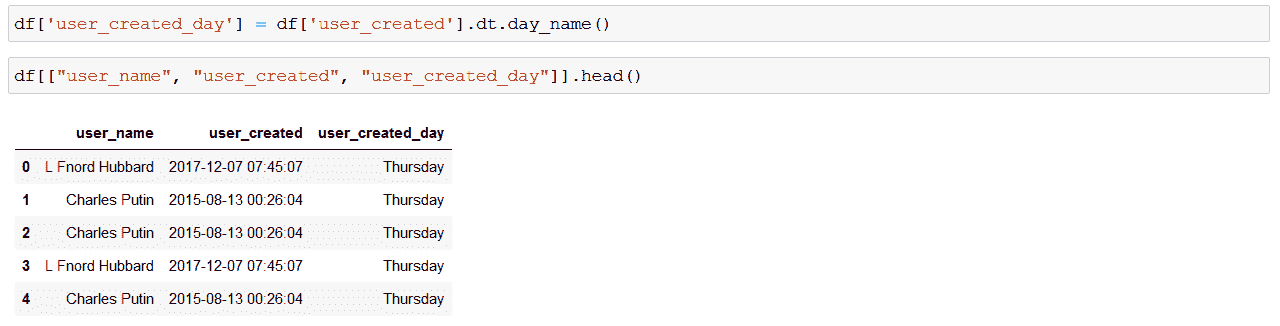 df['user_created_day'] = df['user_created'].dt.day_name()
df[["user_name", "user_created", "user_created_day"]].head()
user_name user_created user_created_day
0 L Fnord Hubbard 2017-12-07 07:45:07 Thursday
1 Charles Putin 2015-08-13 00:26:04 Thursday
2 Charles Putin 2015-08-13 00:26:04 Thursday
3 L Fnord Hubbard 2017-12-07 07:45:07 Thursday
4 Charles Putin 2015-08-13 00:26:04 Thursday